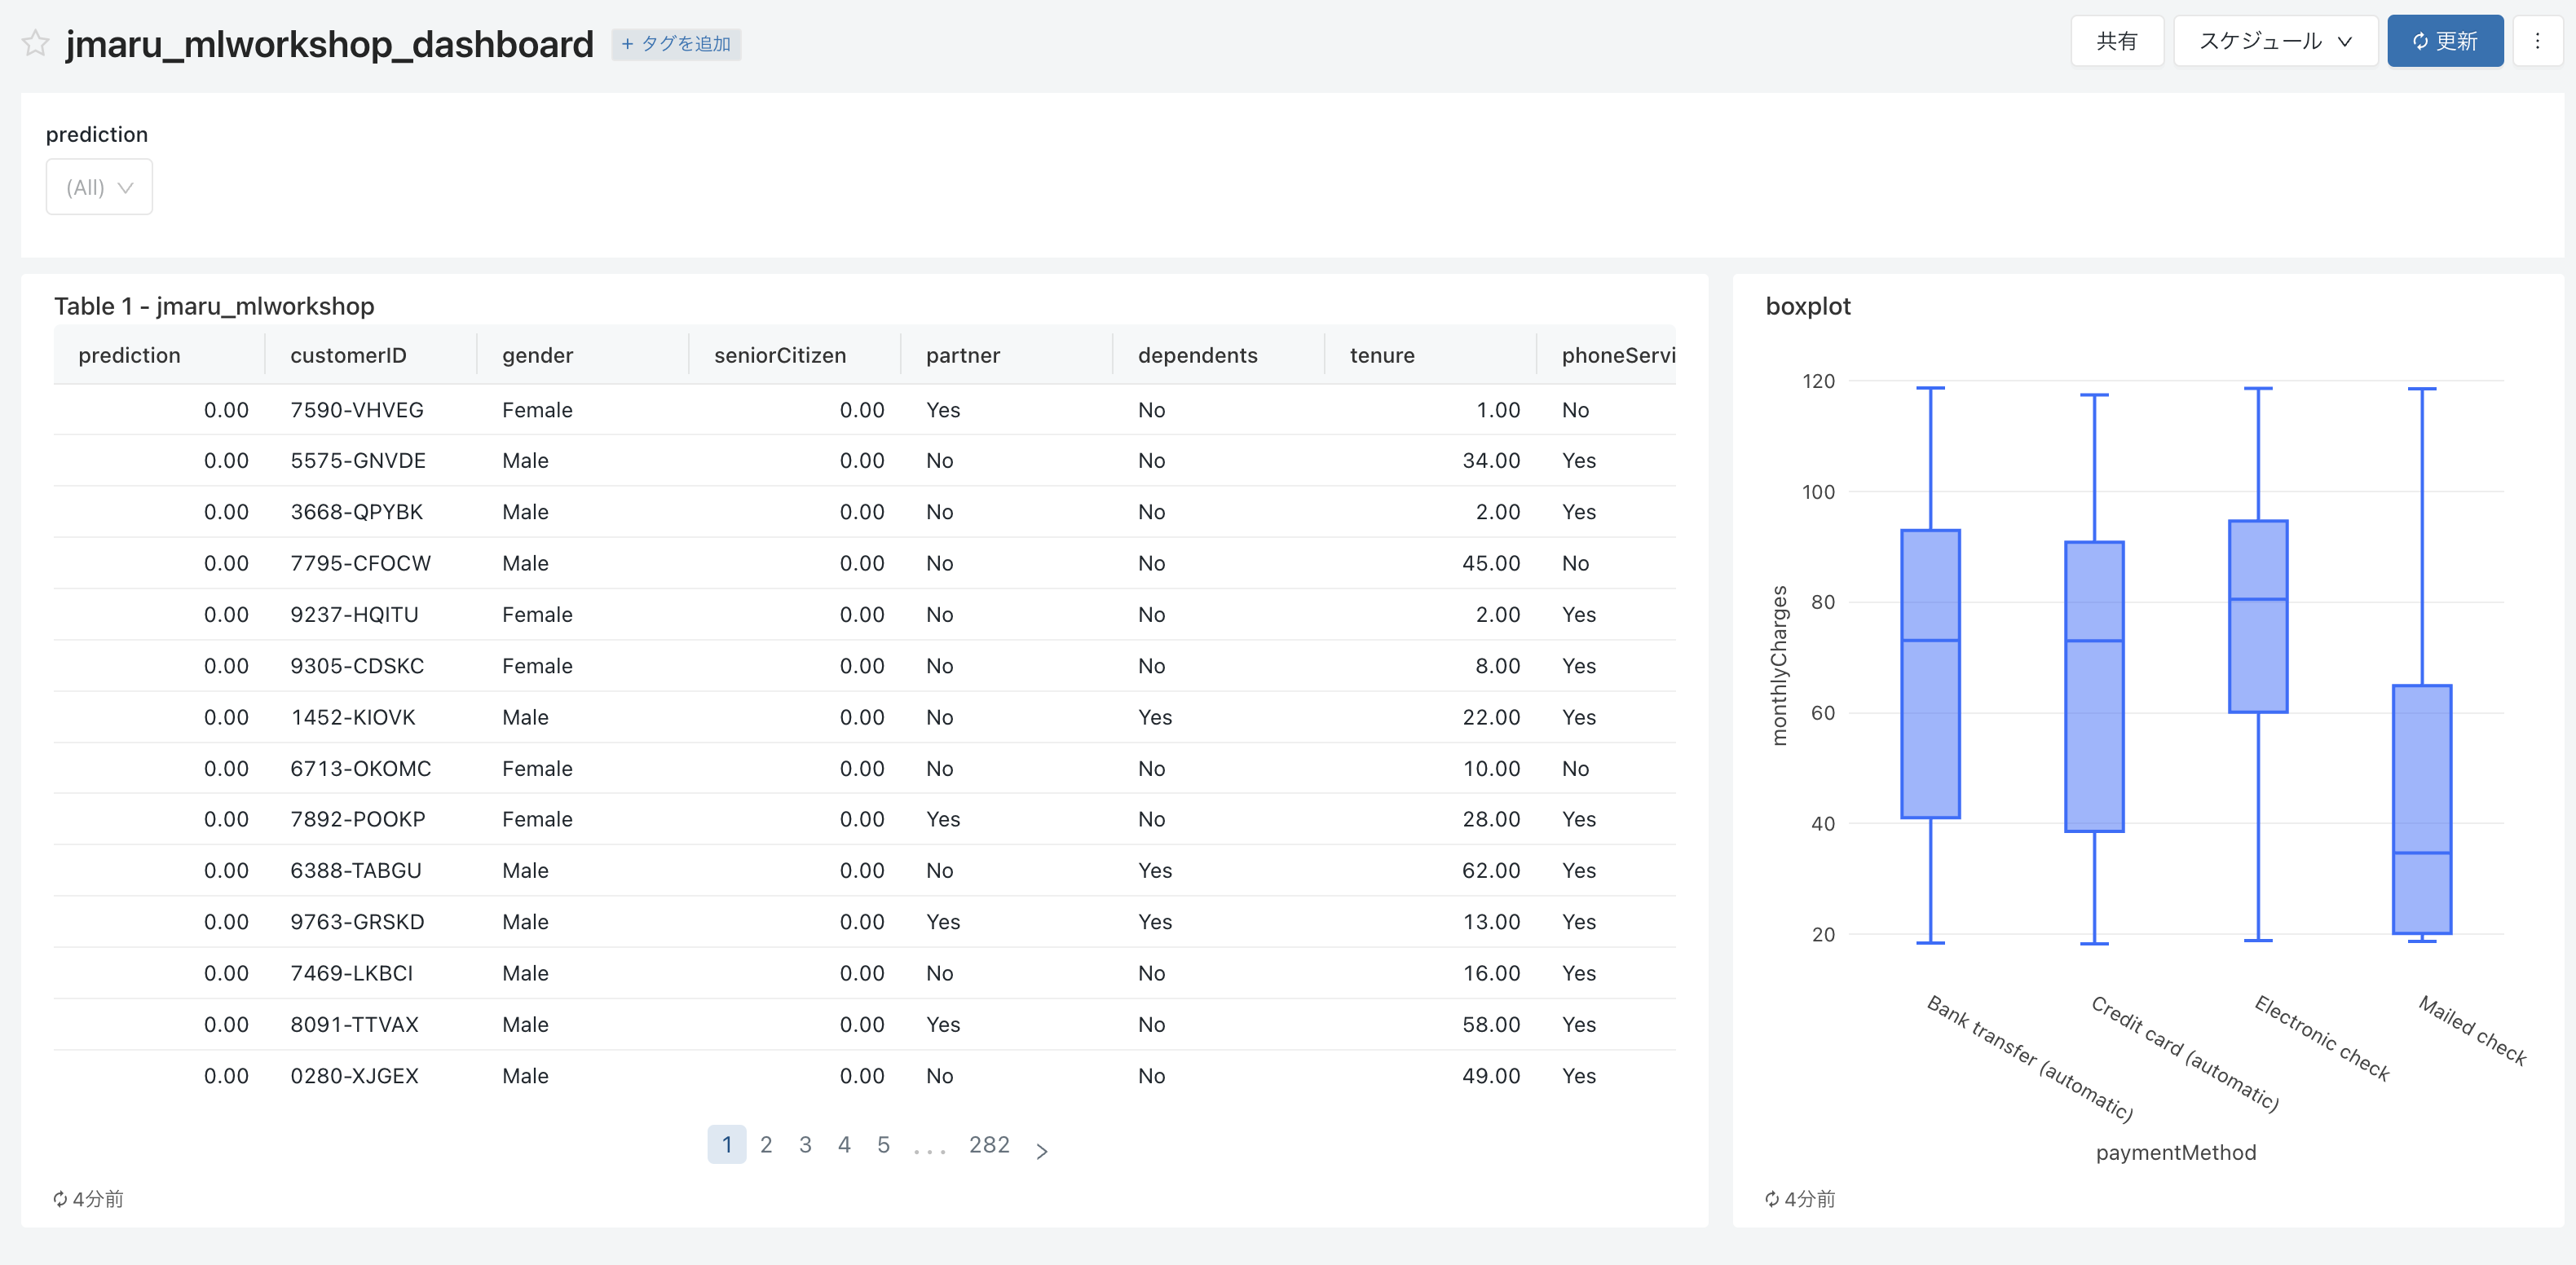 jmaru_mlworkshop_dashboard + タグを追加 共有 スケジュール 更新
prediction
(All)
Table 1 - jmaru_mlworkshop
prediction customerID gender seniorCitizen partner dependents tenure phoneServi
0.00 7590-VHVEG Female 0.00 Yes No 1.00 No
0.00 5575-GNVDE Male 0.00 No No 34.00 Yes
0.00 3668-QPYBK Male 0.00 No No 2.00 Yes
0.00 7795-CFOCW Male 0.00 No No 45.00 No
0.00 9237-HQITU Female 0.00 No No 2.00 Yes
0.00 9305-CDSKC Female 0.00 No No 8.00 Yes
0.00 1452-KIOVK Male 0.00 No Yes 22.00 Yes
0.00 6713-OKOMC Female 0.00 No No 10.00 No
0.00 7892-POOKP Female 0.00 Yes No 28.00 Yes
0.00 6388-TABGU Male 0.00 No Yes 62.00 Yes
0.00 9763-GRSKD Male 0.00 Yes Yes 13.00 Yes
0.00 7469-LKBCI Male 0.00 No No 16.00 Yes
0.00 8091-TTVAX Male 0.00 Yes No 58.00 Yes
0.00 0280-XJGEX Male 0.00 No No 49.00 Yes
1 2 3 4 5 ... 282 >
4分前
boxplot
120
100
80
60
40
20
monthlyCharges
Bank transfer (automatic)
Credit card (automatic)
Electronic check
Mailed check
paymentMethod
4分前